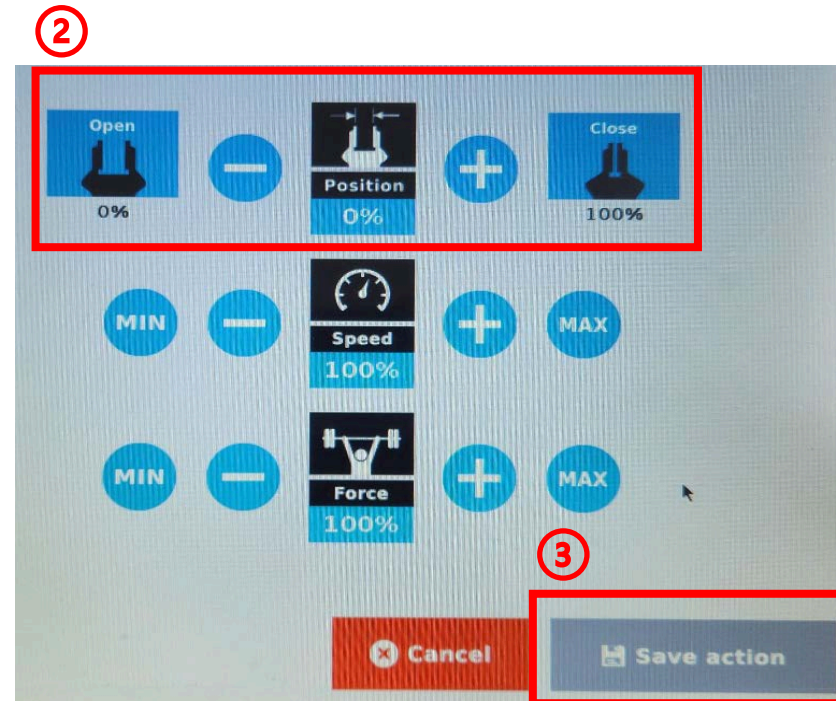 ②
Open
Close
Position
0%
0%
100%
MIN
Speed
MAX
100%
MIN
Force
MAX
100%
③
Cancel
Save action